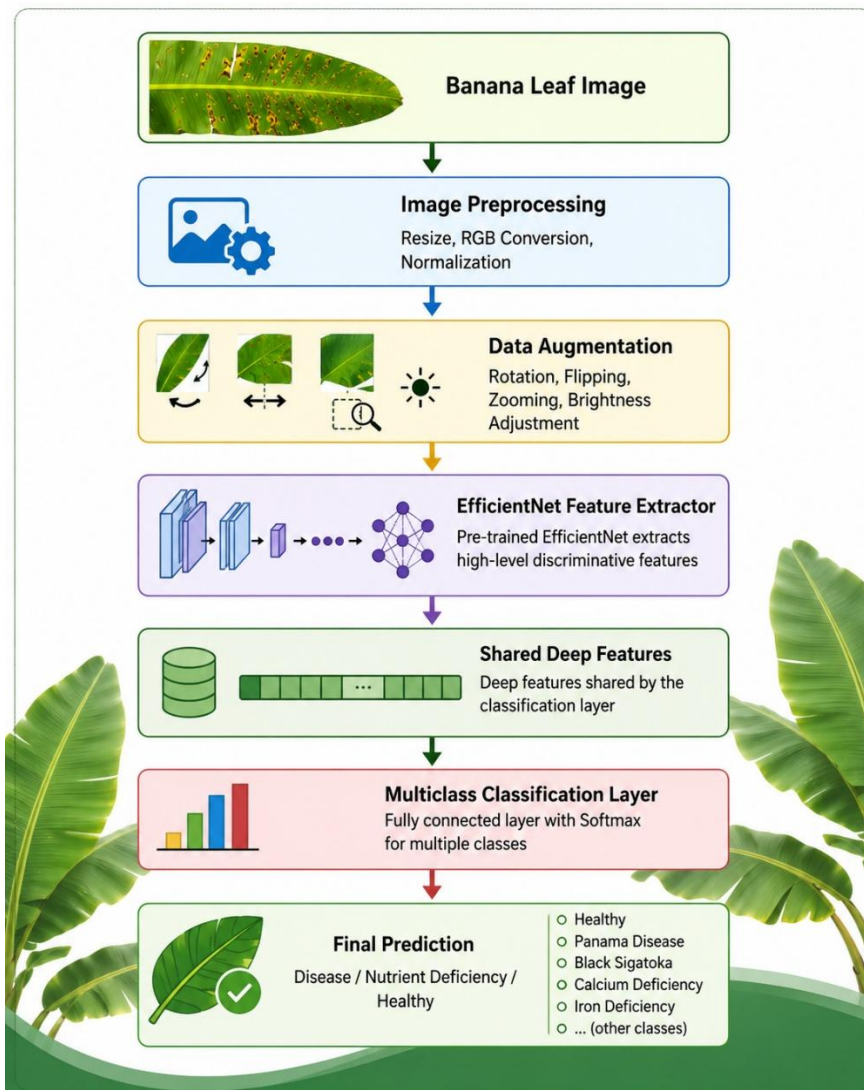 Banana Leaf Image
Image Preprocessing
Resize, RGB Conversion,
Normalization
Data Augmentation
Rotation, Flipping,
Zooming, Brightness
Adjustment
EfficientNet Feature Extractor
Pre-trained EfficientNet extracts
high-level discriminative features
Shared Deep Features
Deep features shared by the
classification layer
...
Multiclass Classification Layer
Fully connected layer with Softmax
for multiple classes
Final Prediction
Disease / Nutrient Deficiency /
Healthy
Healthy
Panama Disease
Black Sigatoka
Calcium Deficiency
Iron Deficiency
... (other classes)